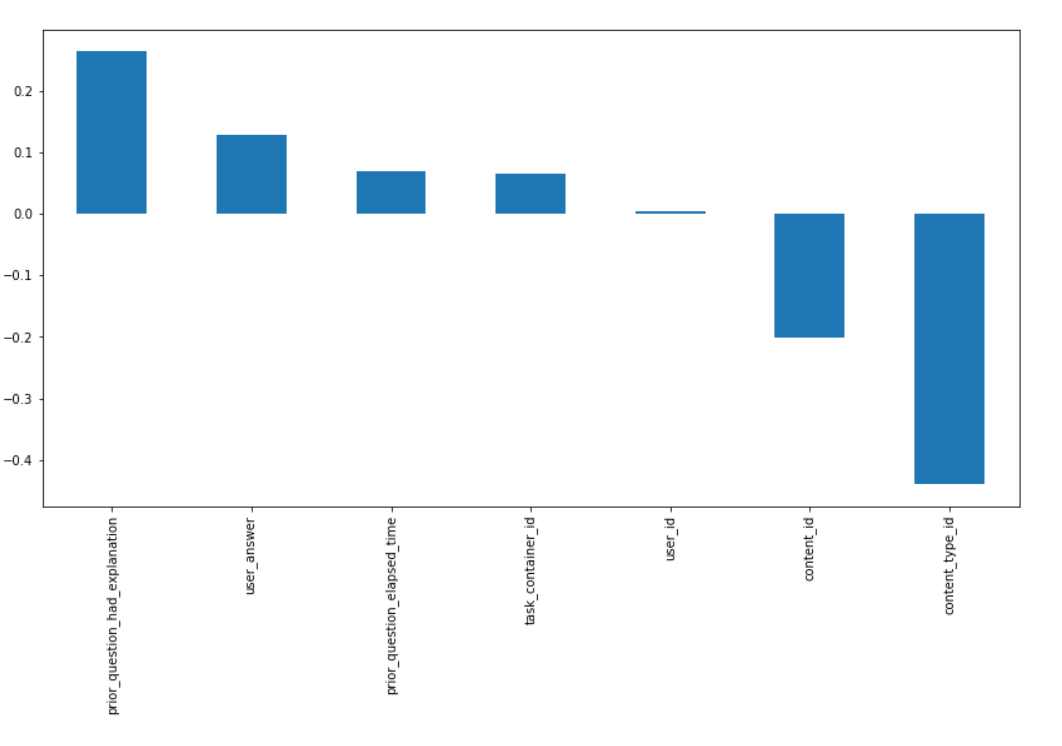 0.2
0.1
0.0
−0.1
−0.2
−0.3
−0.4
prior_question_had_explanation
user_answer
prior_question_elapsed_time
task_container_id
user_id
content_id
content_type_id